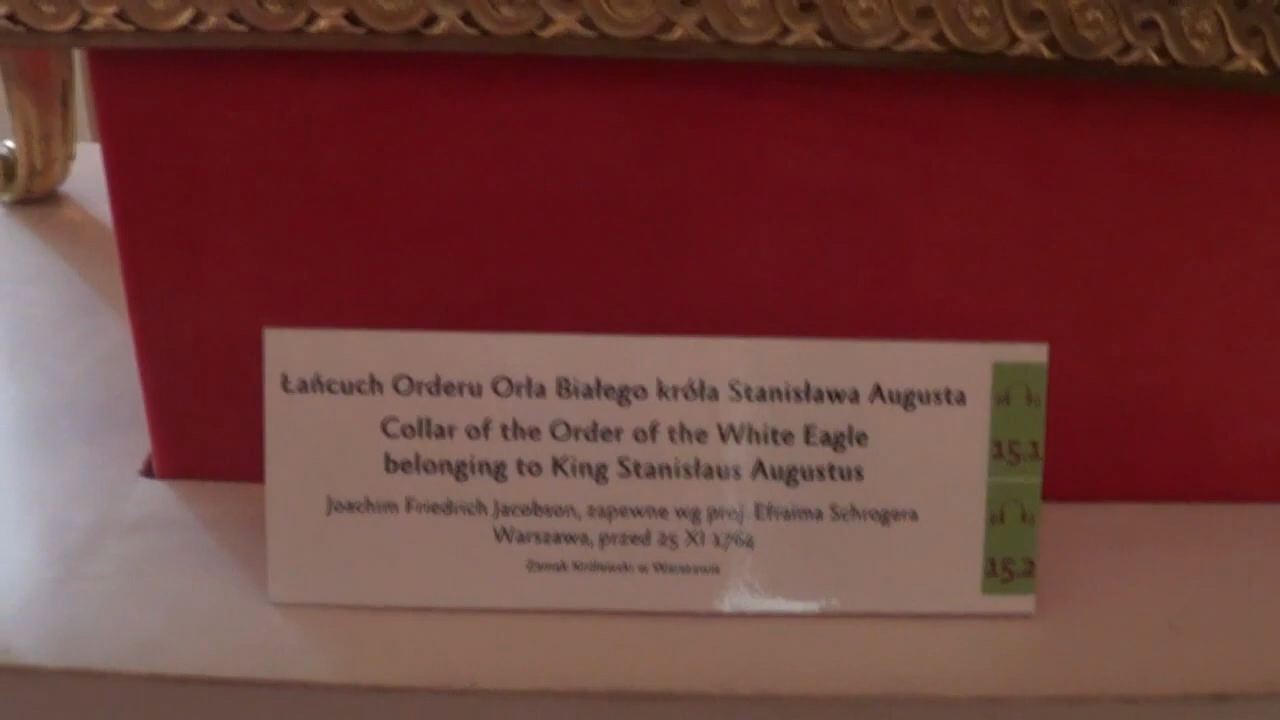 Łańcuch Orderu Orła Białego króla Stanisława Augusta
Collar of the Order of the White Eagle
belonging to King Stanisłaus Augustus
Joachim Friedrich Jacobson, zapewne wg proj. Efraima Schrogera
Warszawa, przed 25 XI 1764
Zamek Królewski w Warszawie
15.1
15.2